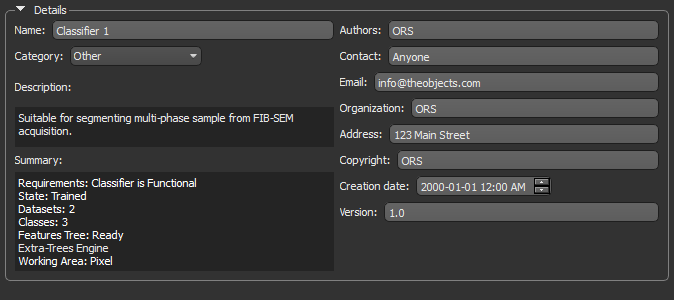 Details
Name: Classifier 1
Category: Other
Description:
Suitable for segmenting multi-phase sample from FIB-SEM
acquisition.
Summary:
Requirements: Classifier is Functional
State: Trained
Datasets: 2
Classes: 3
Features Tree: Ready
Extra-Trees Engine
Working Area: Pixel
Authors: ORS
Contact: Anyone
Email: info@theobjects.com
Organization: ORS
Address: 123 Main Street
Copyright: ORS
Creation date: 2000-01-01 12:00 AM
Version: 1.0